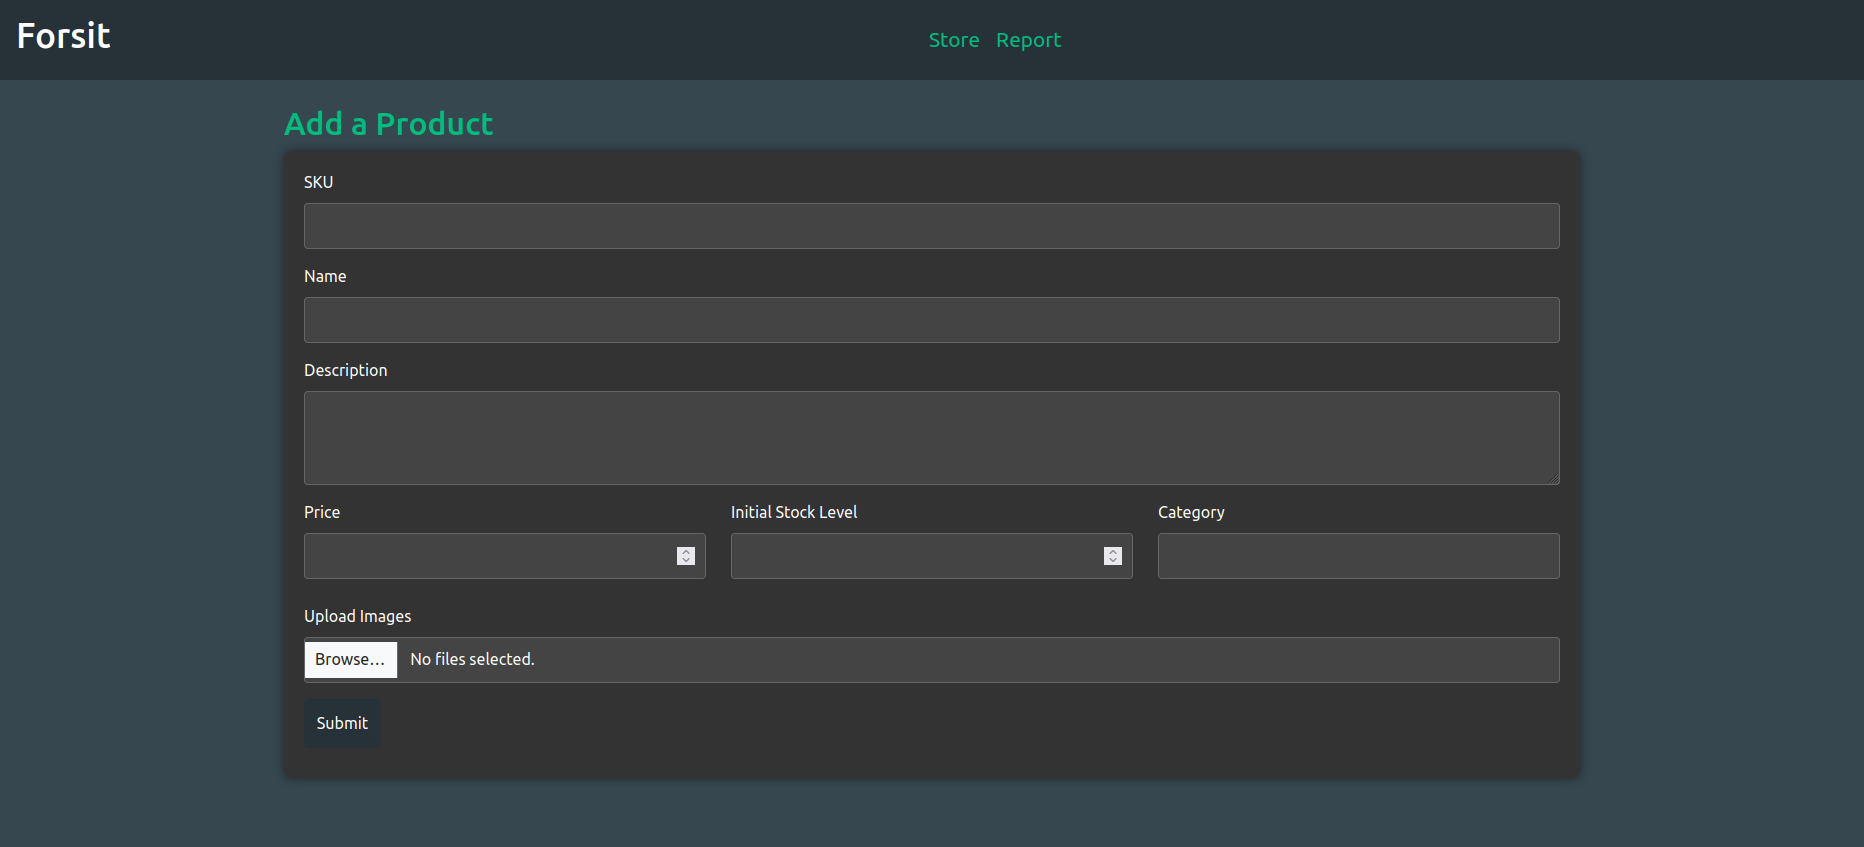 Forsit
Store Report
Add a Product
SKU
Name
Description
Price Initial Stock Level Category
Upload Images
Browse... No files selected.
Submit